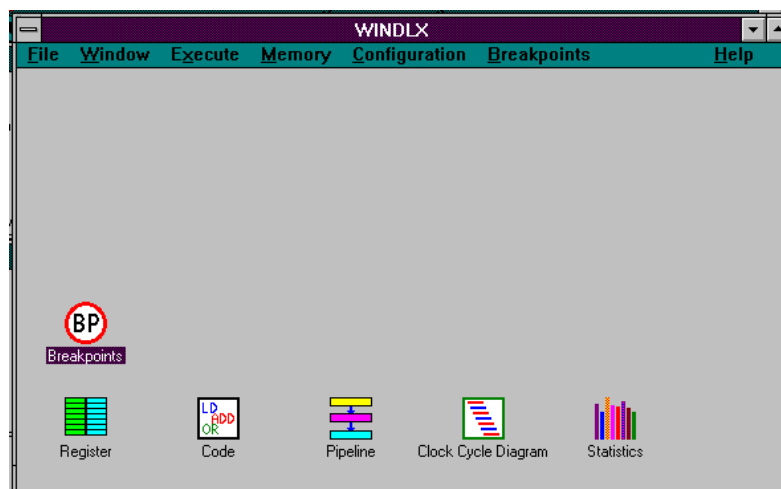 WINDLX
File Window Execute Memory Configuration Breakpoints Help
BP
Breakpoints
LD
ADD
OR
Register Code Pipeline Clock Cycle Diagram Statistics